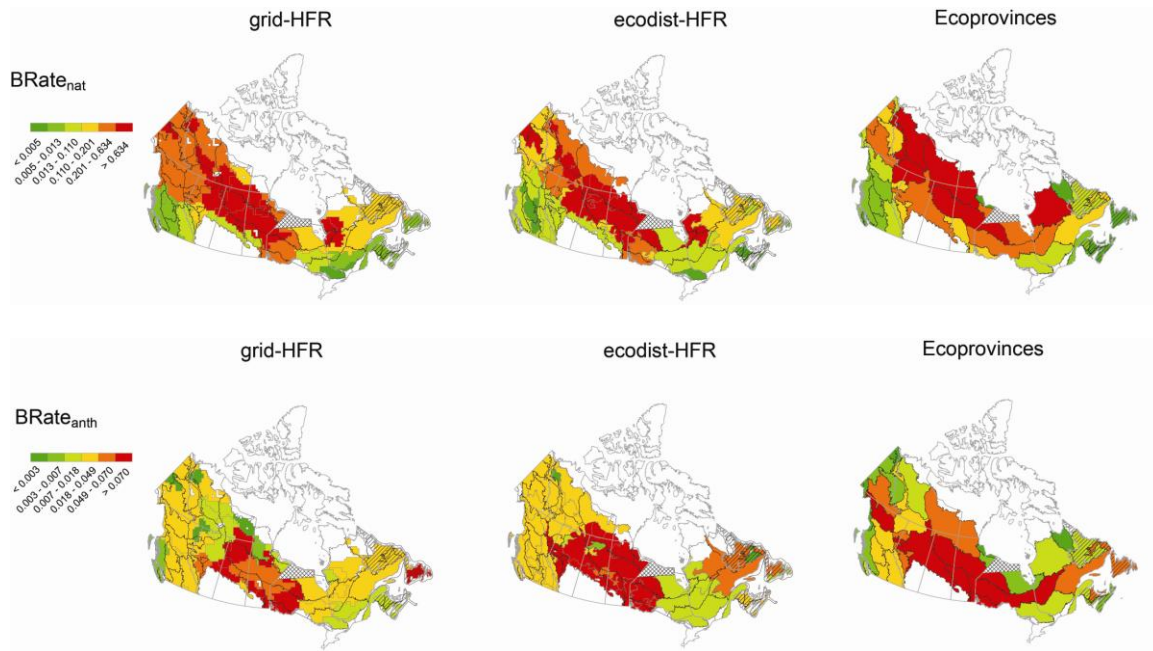 grid-HFR
ecodist-HFR
Ecoprovinces
BRatenat
< 0.005
0.005 - 0.013
0.013 - 0.110
0.110 - 0.201
0.201 - 0.634
> 0.634
grid-HFR
ecodist-HFR
Ecoprovinces
BRateanth
< 0.003
0.003 - 0.007
0.007 - 0.018
0.018 - 0.049
0.049 - 0.070
> 0.070